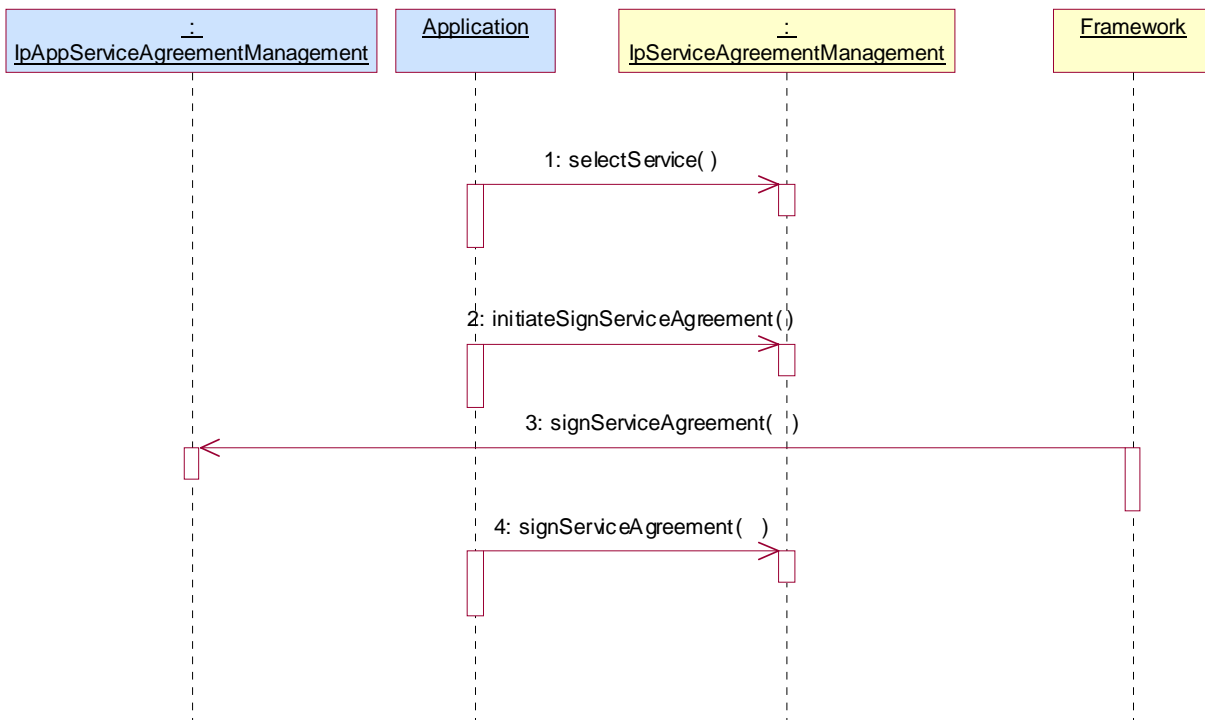 :
IpAppServiceAgreementManagement
Application
:
IpServiceAgreementManagement
Framework
1: selectService( )
2: initiateSignServiceAgreement( )
3: signServiceAgreement( )
4: signServiceAgreement( )